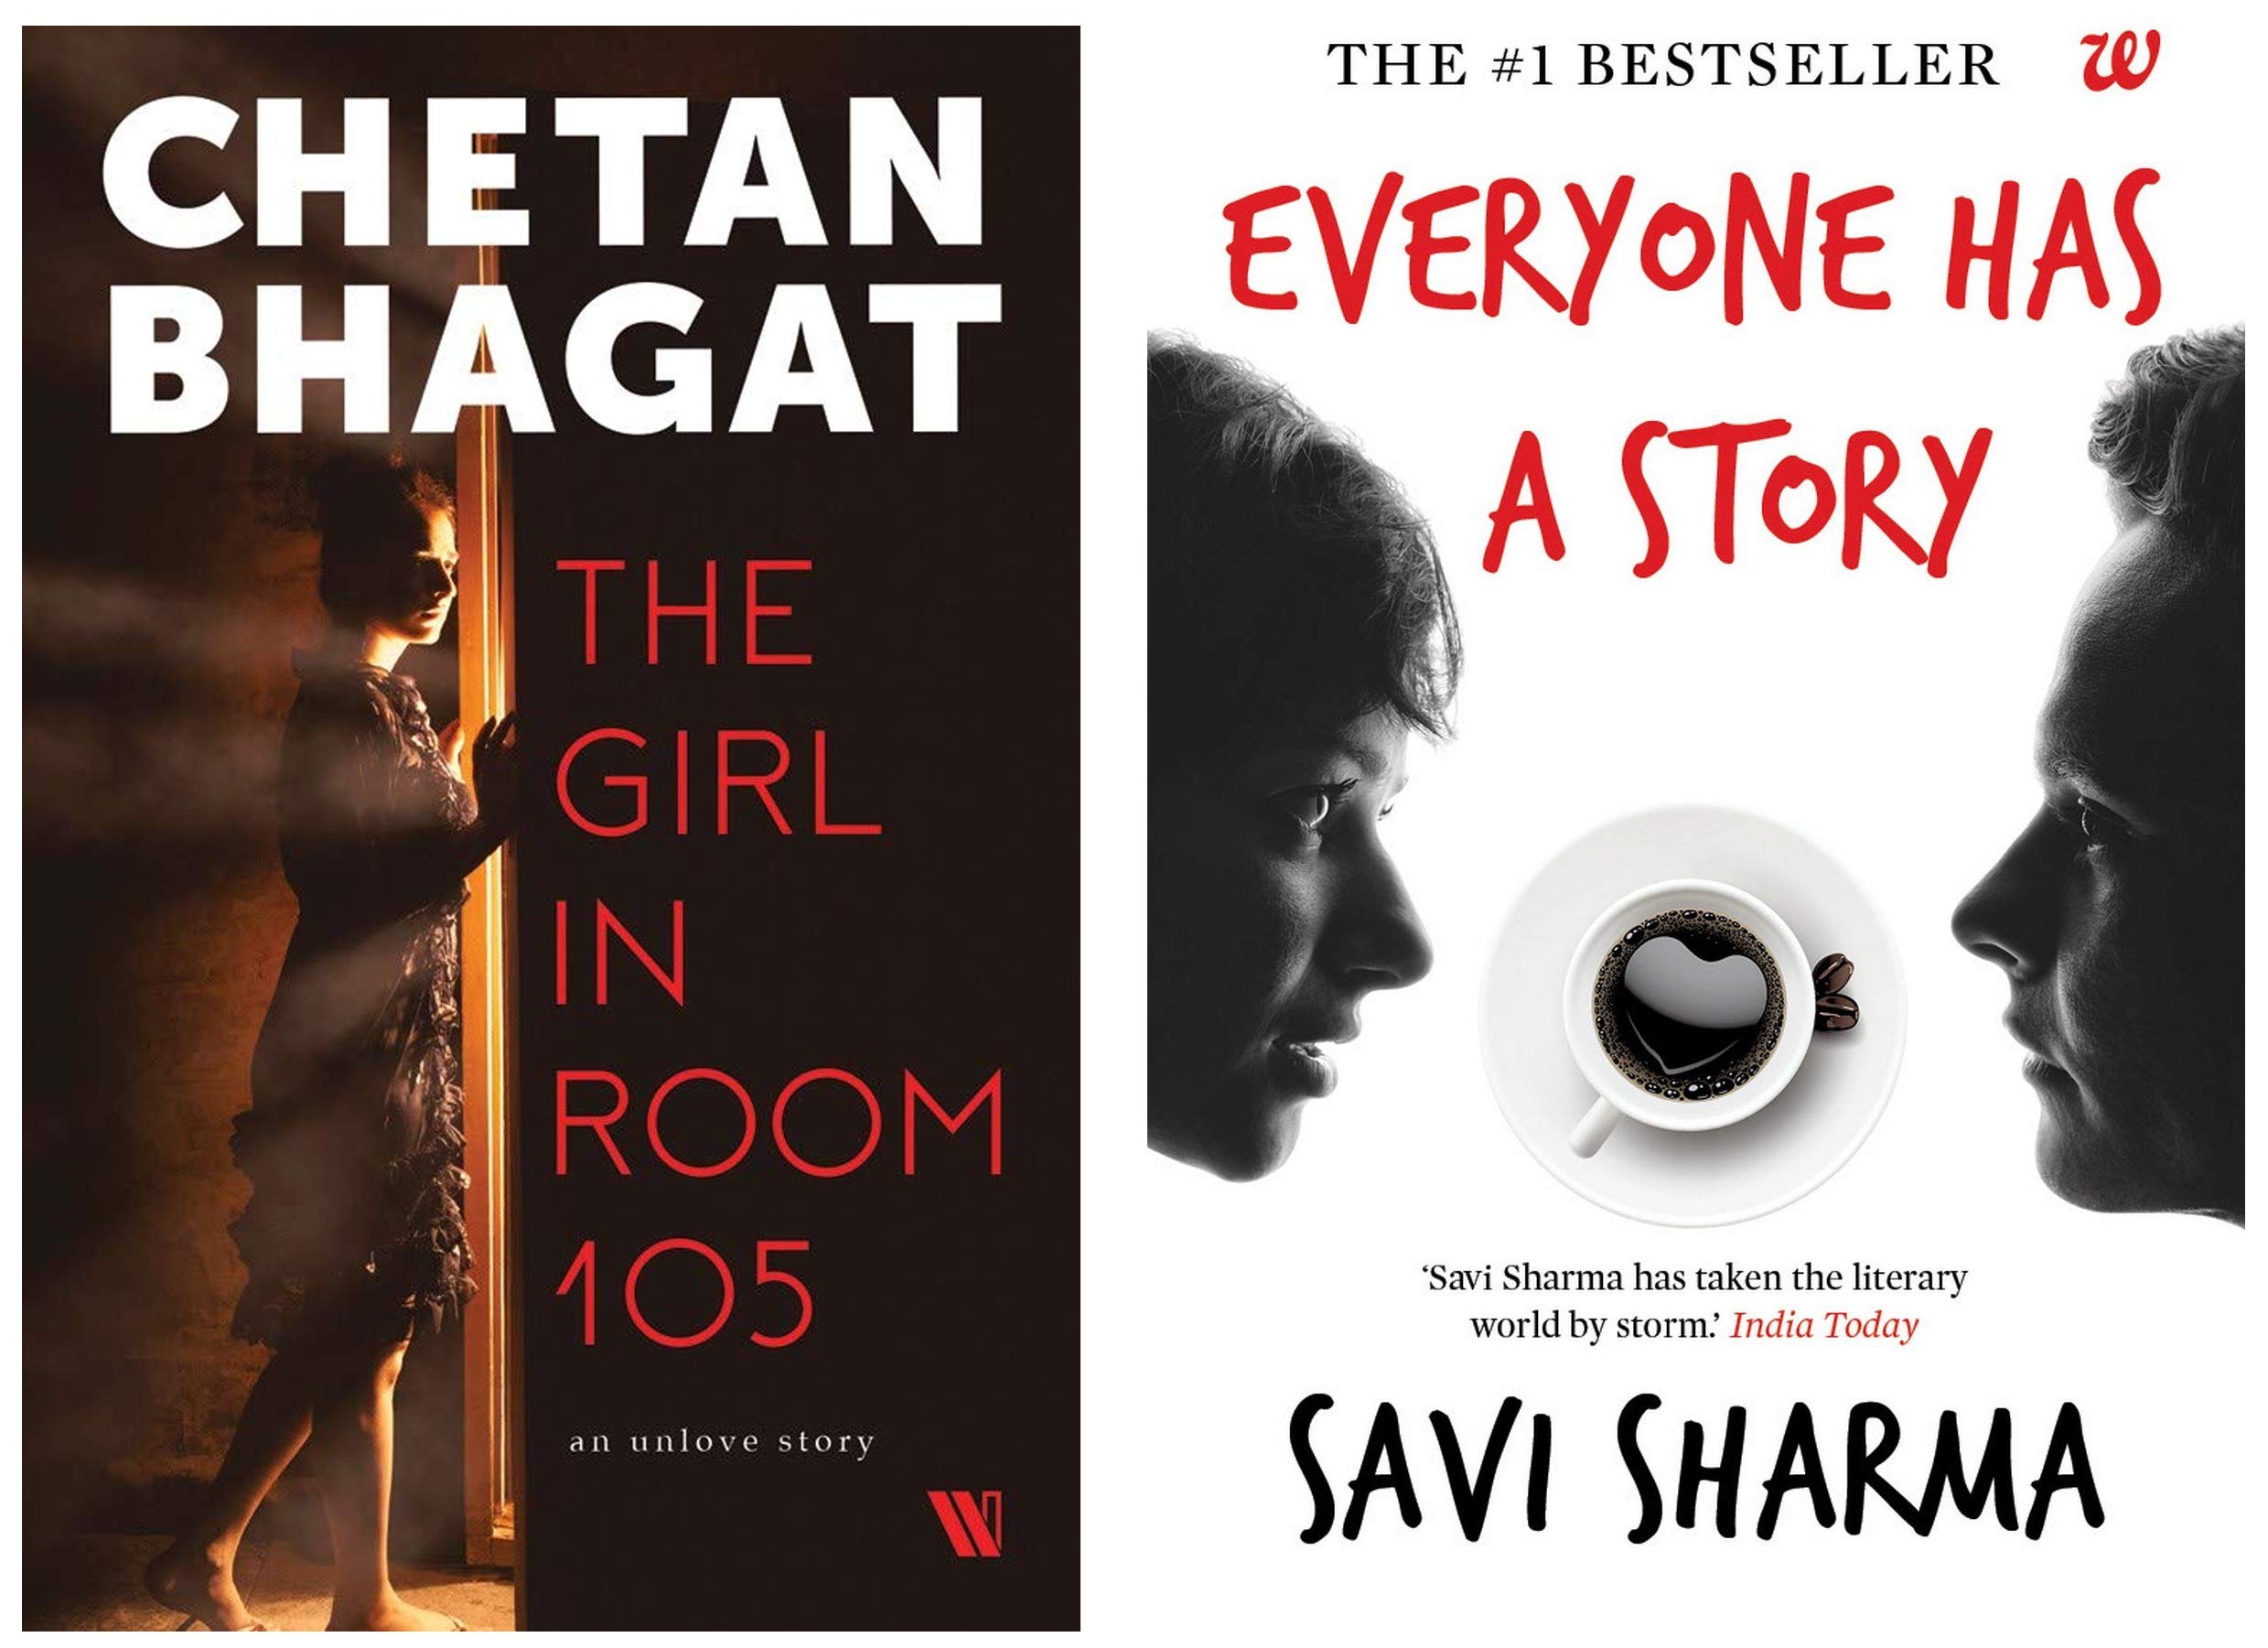 CHETAN
BHAGAT
THE
GIRL
IN
ROOM
105
an unlove story
W
THE #1 BESTSELLER
w
EVERYONE HAS
A STORY
‘Savi Sharma has taken the literary
world by storm.’ India Today
SAVI SHARMA